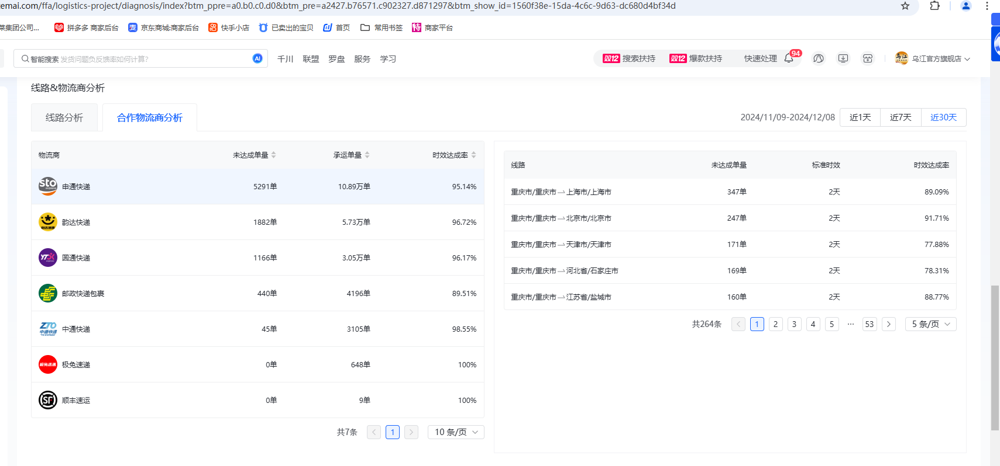 temai.com/ffa/logistics-project/diagnosis/index?btm_ppre=a0.b0.c0.d0&btm_pre=a2427.b76571.c902327.d871297&btm_show_id=1560f38e-15da-4c6c-9d63-dc680d4bf34d
莱集团公司... 拼多多 商家后台 麦 京东商城-商家后台 快手小店 已卖出的宝贝 首页 常用书签 特 商家平台
智能搜索 发货问题负反馈率如何计算? AI 千川 联盟 罗盘 服务 学习 双12 搜索扶持 双12 爆款扶持 快速处理 94 乌江 乌江官方旗舰店
线路&物流商分析
线路分析 合作物流商分析 2024/11/09-2024/12/08 近1天 近7天 近30天
物流商 未达成单量 承运单量 时效达成率
sto express 申通快递 5291单 10.89万单 95.14%
韵达快递 1882单 5.73万单 96.72%
YTO 圆通快递 1166单 3.05万单 96.17%
邮政快递包裹 440单 4196单 89.51%
ZTO 中通快递 ZTO EXPRESS 中通快递 45单 3105单 98.55%
极兔速递 极兔速递 0单 648单 100%
SF 顺丰速运 0单 9单 100%
共7条 1 10 条/页
线路 未达成单量 标准时效 时效达成率
重庆市/重庆市 → 上海市/上海市 347单 2天 89.09%
重庆市/重庆市 → 北京市/北京市 247单 2天 91.71%
重庆市/重庆市 → 天津市/天津市 171单 2天 77.88%
重庆市/重庆市 → 河北省/石家庄市 169单 2天 78.31%
重庆市/重庆市 → 江苏省/盐城市 160单 2天 88.77%
共264条 1 2 3 4 5 ··· 53 5 条/页